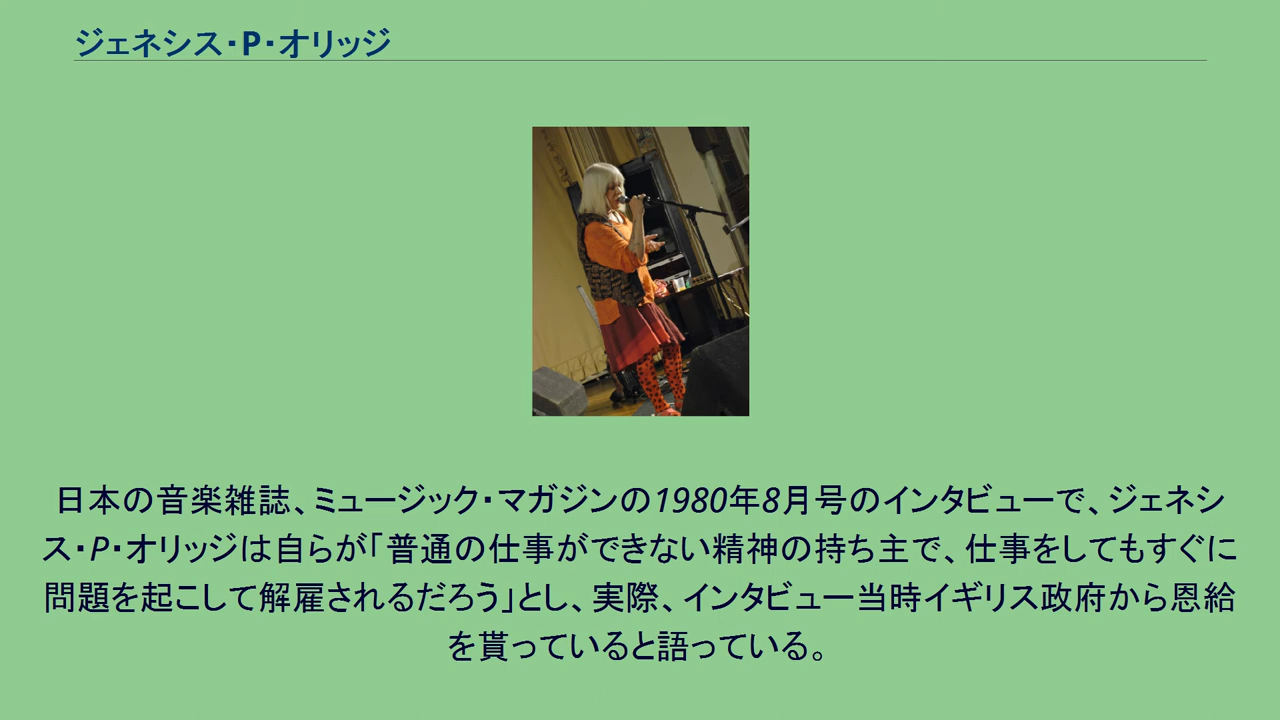 ジェネシス・P・オリッジ
日本の音楽雑誌、ミュージック・マガジンの1980年8月号のインタビューで、ジェネシ
ス・P・オリッジは自らが「普通の仕事ができない精神の持ち主で、仕事をしてもすぐに
問題を起こして解雇されるだろう」とし、実際、インタビュー当時イギリス政府から恩給
を貰っていると語っている。